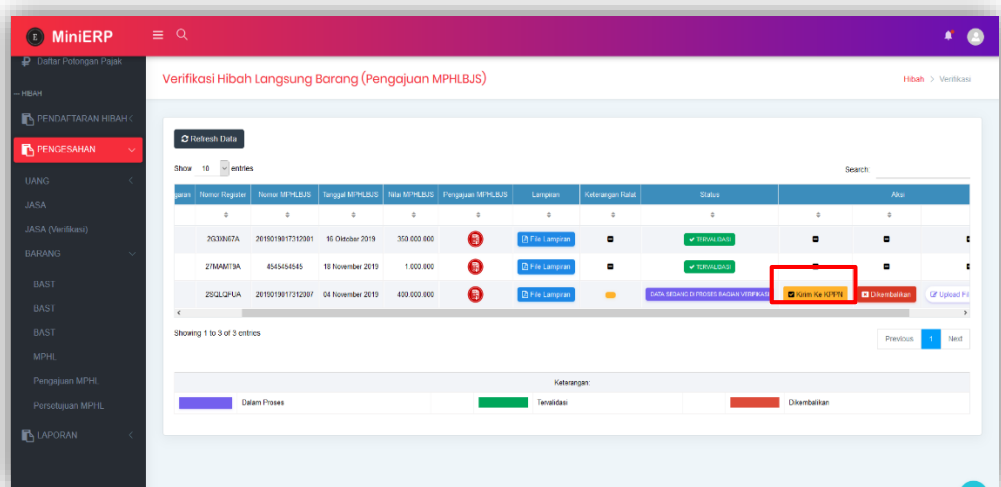 E MiniERP
Daftar Potongan Pajak
Verifikasi Hibah Langsung Barang (Pengajuan MPHLBJS)
Hibah > Verifikasi
— HIBAH
PENDAFTARAN HIBAH
PENGESAHAN
UANG
JASA
JASA (Verifikasi)
BARANG
BAST
BAST
BAST
MPHL
Pengajuan MPHL
Persetujuan MPHL
LAPORAN
Refresh Data
Show 10 entries
Search:
garan Nomor Register Nomor MPHLBJS Tanggal MPHLBJS Nilai MPHLBJS Pengajuan MPHLBJS Lampiran Keterangan Ralat Status Aksi
2G3XN67A 2019019017312001 16 Oktober 2019 350.000.000 File Lampiran TERVALIDASI
27MAMT9A 4545454545 18 November 2019 1.000.000 File Lampiran TERVALIDASI
2SQLQFUA 2019019017312007 04 November 2019 400.000.000 File Lampiran DATA SEDANG DI PROSES BAGIAN VERIFIKASI Kirim Ke KPPN Dikembalikan Upload Fil
Showing 1 to 3 of 3 entries
Previous 1 Next
Keterangan:
Dalam Proses Tervalidasi Dikembalikan